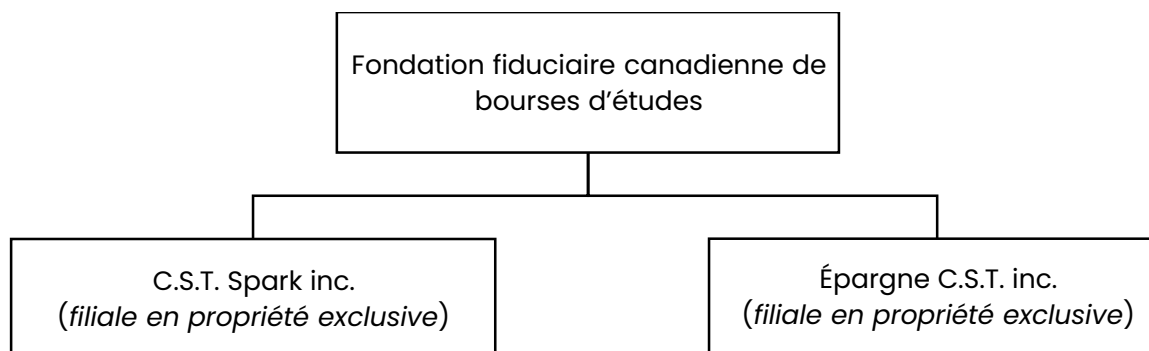 Fondation fiduciaire canadienne de
bourses d’études
C.S.T. Spark inc.
(filiale en propriété exclusive)
Épargne C.S.T. inc.
(filiale en propriété exclusive)